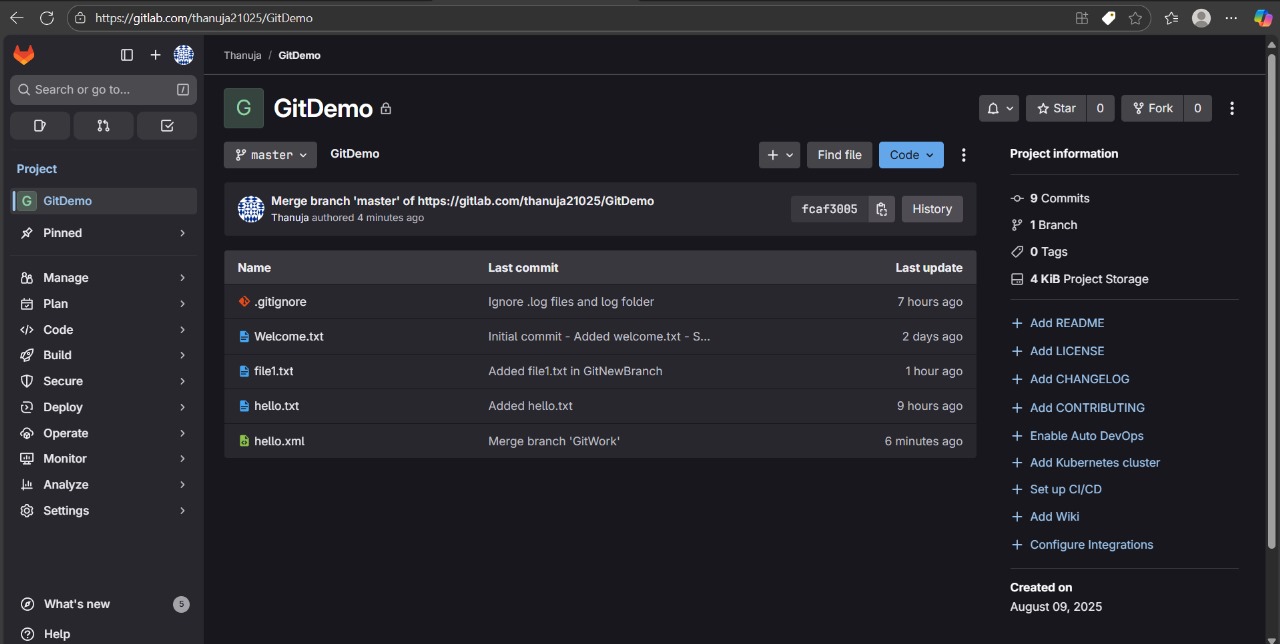 https://gitlab.com/thanuja21025/GitDemo
Thanuja / GitDemo
Search or go to... /
Project
G GitDemo
Pinned
Manage
Plan
Code
Build
Secure
Deploy
Operate
Monitor
Analyze
Settings
What's new 5
Help
G GitDemo
Star 0 Fork 0
master GitDemo
Find file Code
Merge branch 'master' of https://gitlab.com/thanuja21025/GitDemo
Thanuja authored 4 minutes ago
fcaf3005 History
Name Last commit Last update
.gitignore Ignore .log files and log folder 7 hours ago
Welcome.txt Initial commit - Added welcome.txt - S... 2 days ago
file1.txt Added file1.txt in GitNewBranch 1 hour ago
hello.txt Added hello.txt 9 hours ago
hello.xml Merge branch 'GitWork' 6 minutes ago
Project information
9 Commits
1 Branch
0 Tags
4 KiB Project Storage
Add README
Add LICENSE
Add CHANGELOG
Add CONTRIBUTING
Enable Auto DevOps
Add Kubernetes cluster
Set up CI/CD
Add Wiki
Configure Integrations
Created on
August 09, 2025